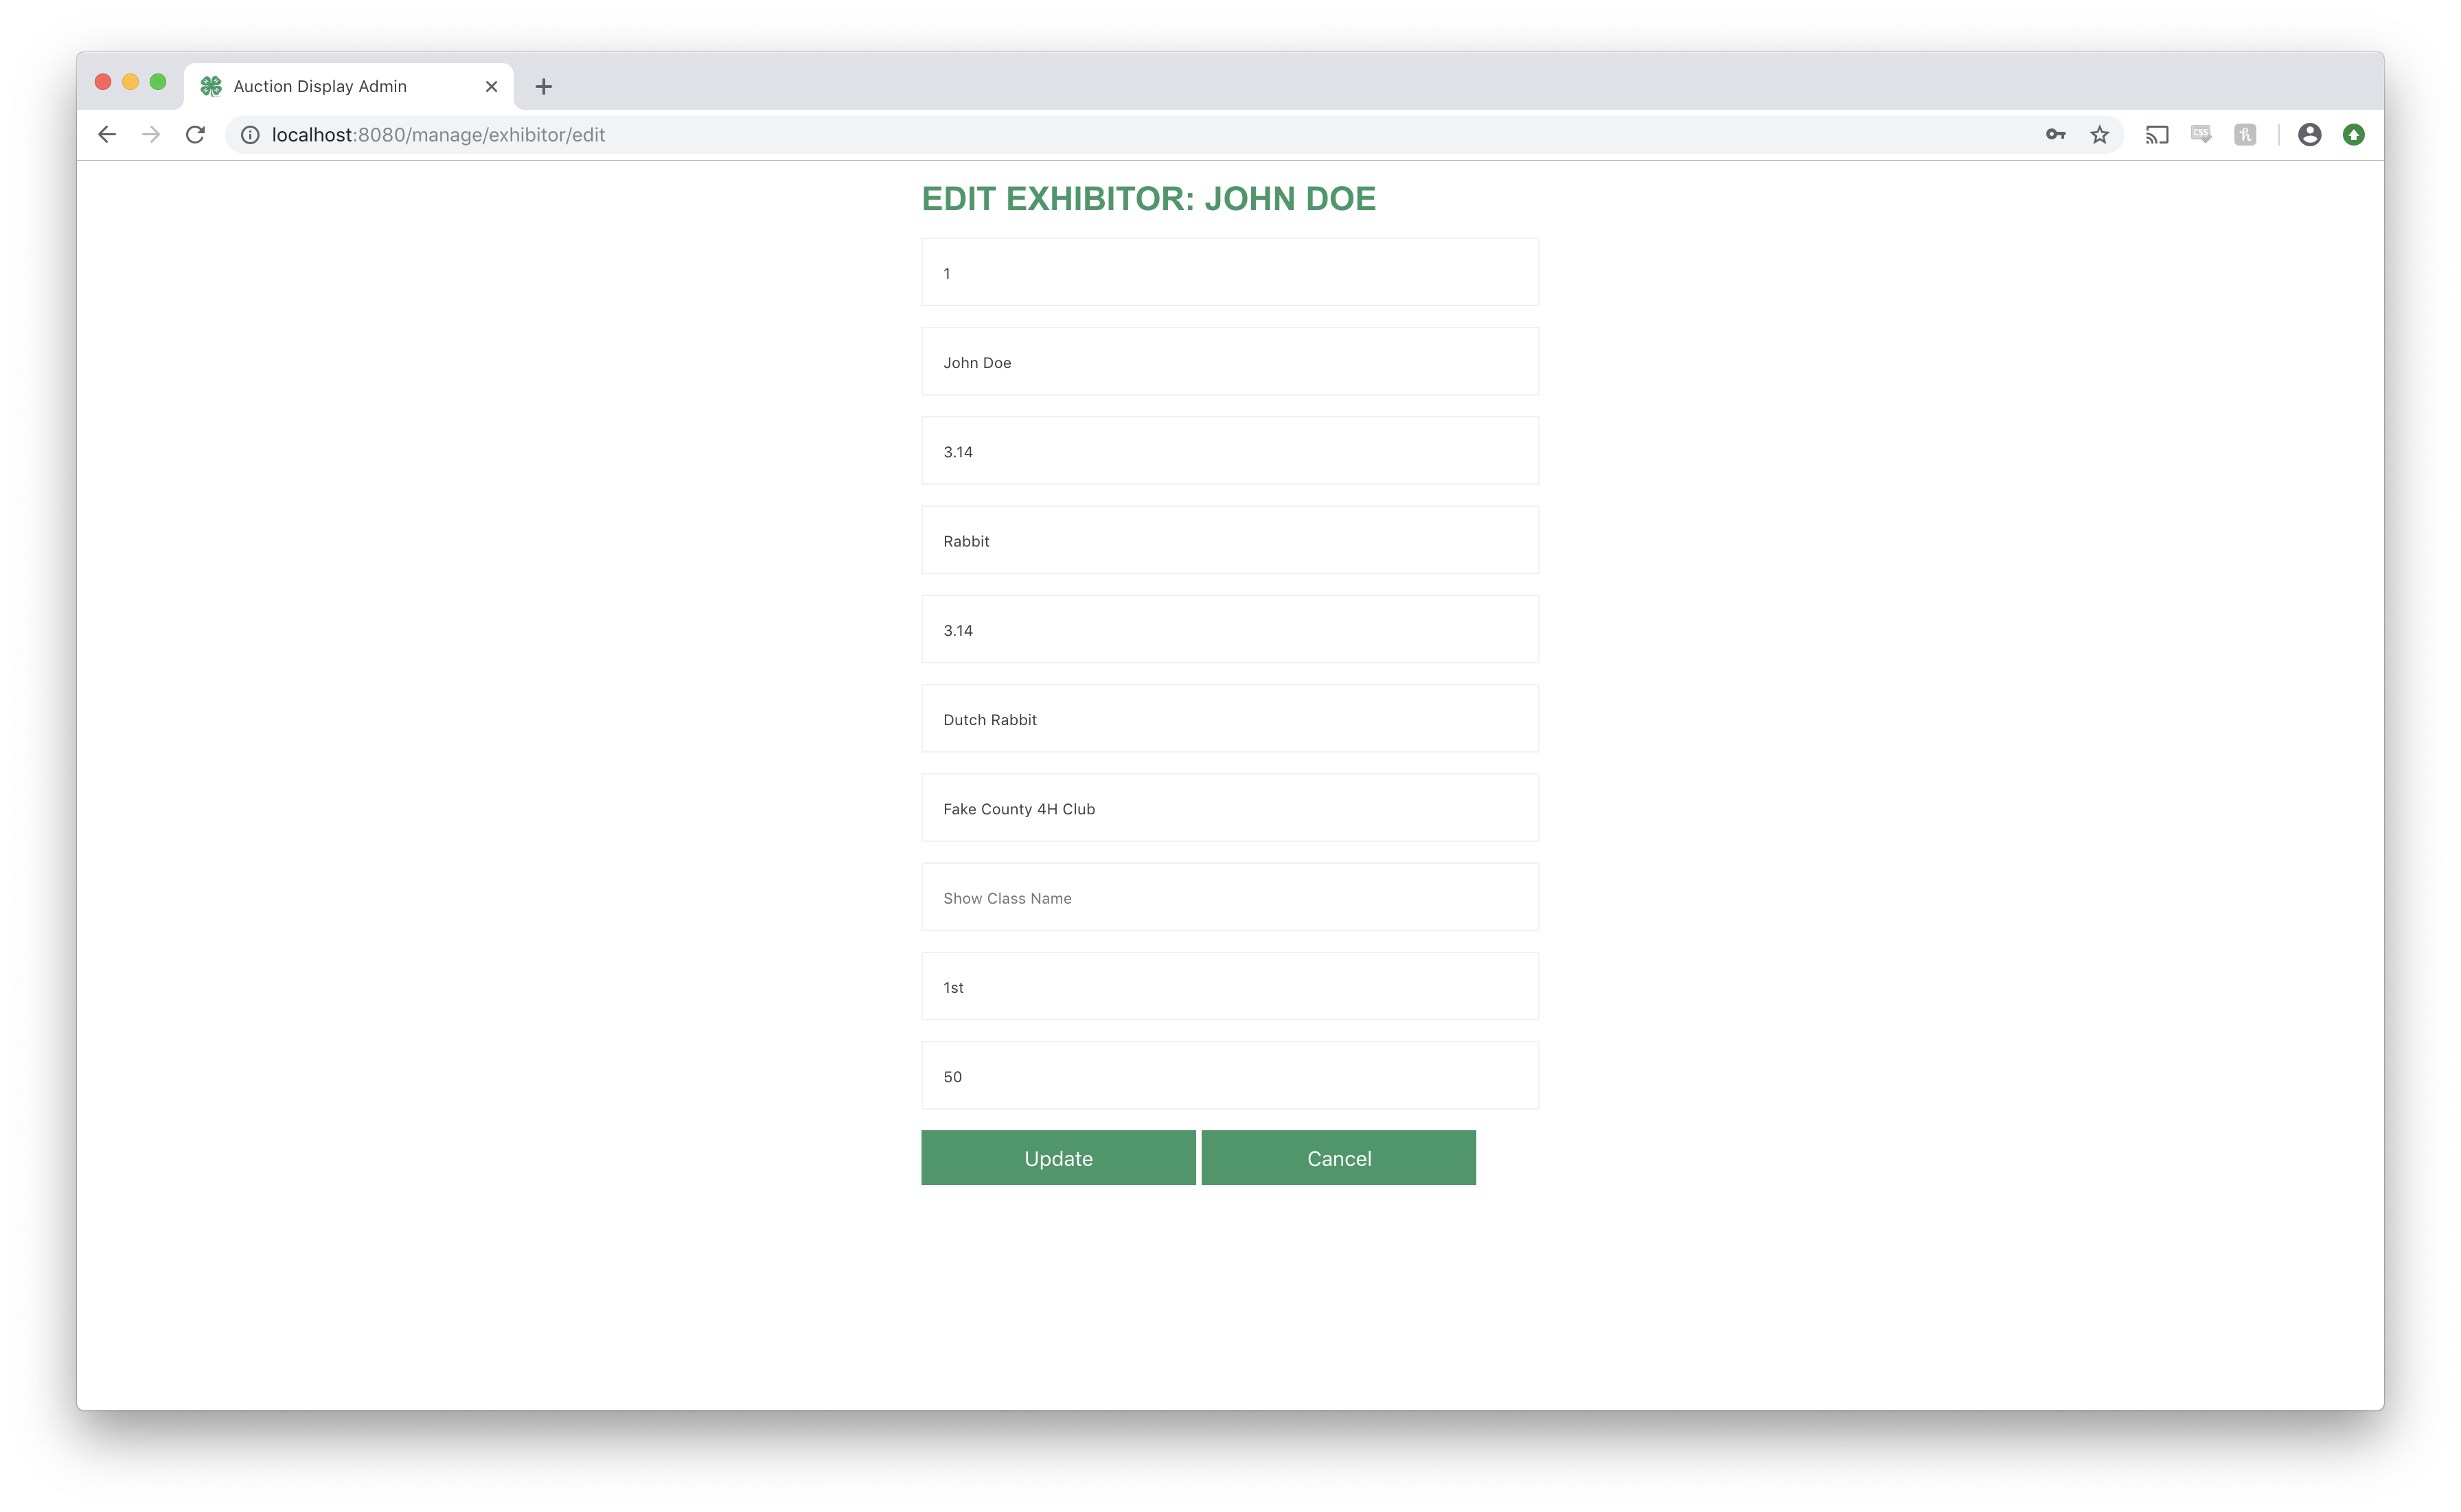 Auction Display Admin
localhost:8080/manage/exhibitor/edit
CSS
h
EDIT EXHIBITOR: JOHN DOE
1
John Doe
3.14
Rabbit
3.14
Dutch Rabbit
Fake County 4H Club
Show Class Name
1st
50
Update Cancel